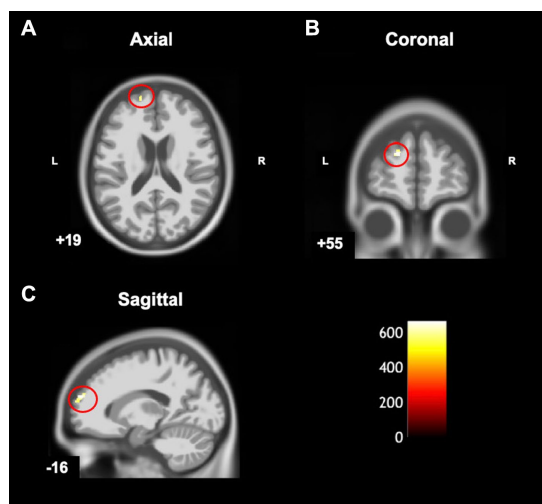 A
Axial
L
R
+19
B
Coronal
L
R
+55
C
Sagittal
-16
600
400
200
0